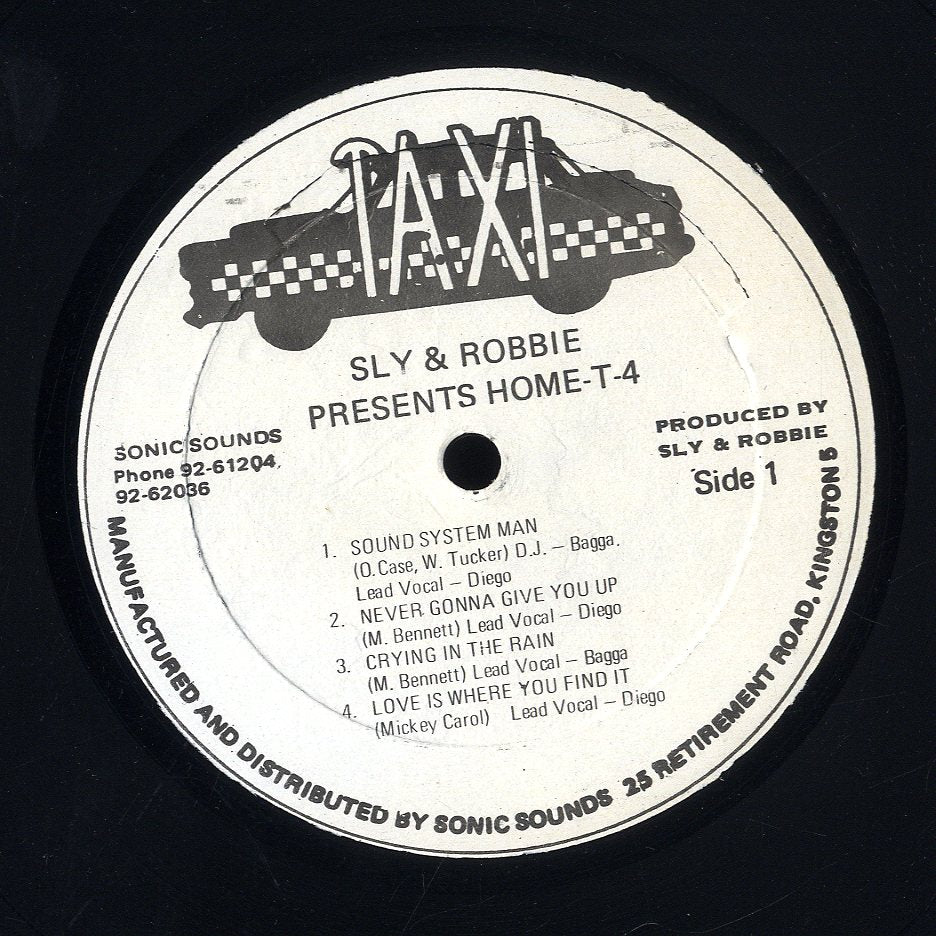 TAXI
SLY & ROBBIE
PRESENTS HOME-T-4
SONIC SOUNDS
Phone 92-61204,
92-62036
PRODUCED BY
SLY & ROBBIE
Side 1
1. SOUND SYSTEM MAN
(O. Case, W. Tucker) D.J. – Bagga.
Lead Vocal – Diego
2. NEVER GONNA GIVE YOU UP
(M. Bennett) Lead Vocal – Diego
3. CRYING IN THE RAIN
(M. Bennett) Lead Vocal – Bagga
4. LOVE IS WHERE YOU FIND IT
(Mickey Carol) Lead Vocal – Diego
MANUFACTURED AND DISTRIBUTED BY SONIC SOUNDS 25 RETIREMENT ROAD, KINGSTON 5